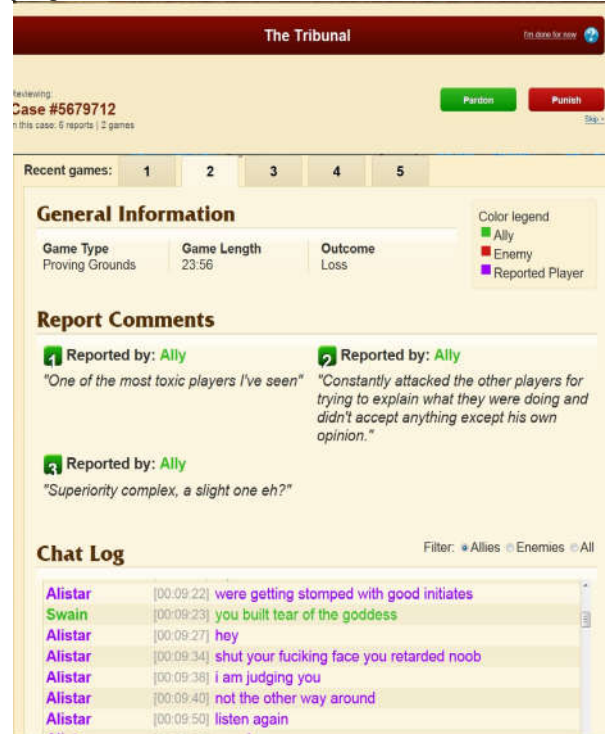 The Tribunal
I'm done for now ?
Reviewing:
Case #5679712
In this case: 6 reports | 2 games
Pardon Punish
Skip
Recent games: 1 2 3 4 5
General Information
Game Type Game Length Outcome
Proving Grounds 23:56 Loss
Color legend
Ally
Enemy
Reported Player
Report Comments
1 Reported by: Ally
"One of the most toxic players I've seen"
2 Reported by: Ally
"Constantly attacked the other players for
trying to explain what they were doing and
didn't accept anything except his own
opinion."
3 Reported by: Ally
"Superiority complex, a slight one eh?"
Chat Log
Filter: Allies Enemies All
Alistar [00:09:22] were getting stomped with good initiates
Swain [00:09:23] you built tear of the goddess
Alistar [00:09:27] hey
Alistar [00:09:34] shut your fuciking face you retarded noob
Alistar [00:09:38] i am judging you
Alistar [00:09:40] not the other way around
Alistar [00:09:50] listen again